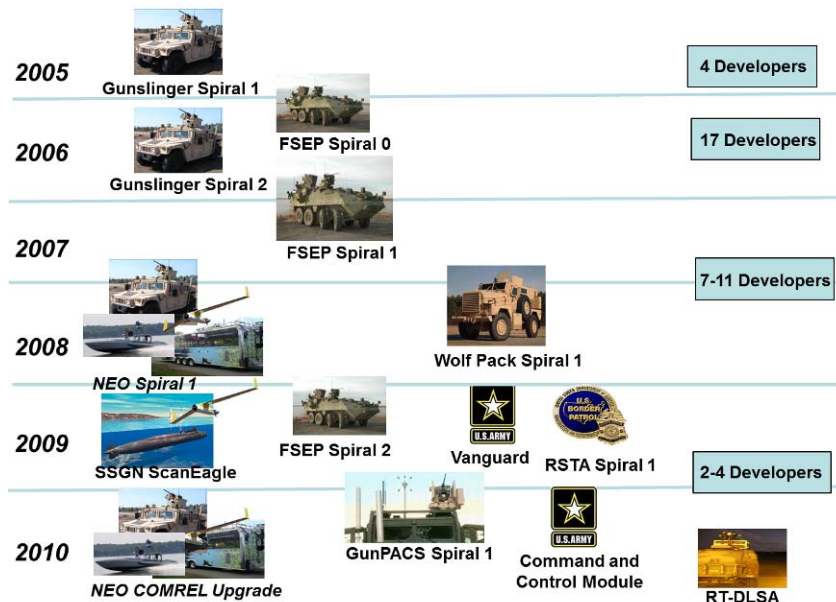 2005
Gunslinger Spiral 1
4 Developers
2006
Gunslinger Spiral 2
FSEP Spiral 0
17 Developers
2007
FSEP Spiral 1
7-11 Developers
2008
NEO Spiral 1
Wolf Pack Spiral 1
2009
SSGN ScanEagle
FSEP Spiral 2
U.S.ARMY
Vanguard
U.S.
BORDER
PATROL
RSTA Spiral 1
2-4 Developers
2010
NEO COMREL Upgrade
GunPACS Spiral 1
U.S.ARMY
Command and
Control Module
RT-DLSA